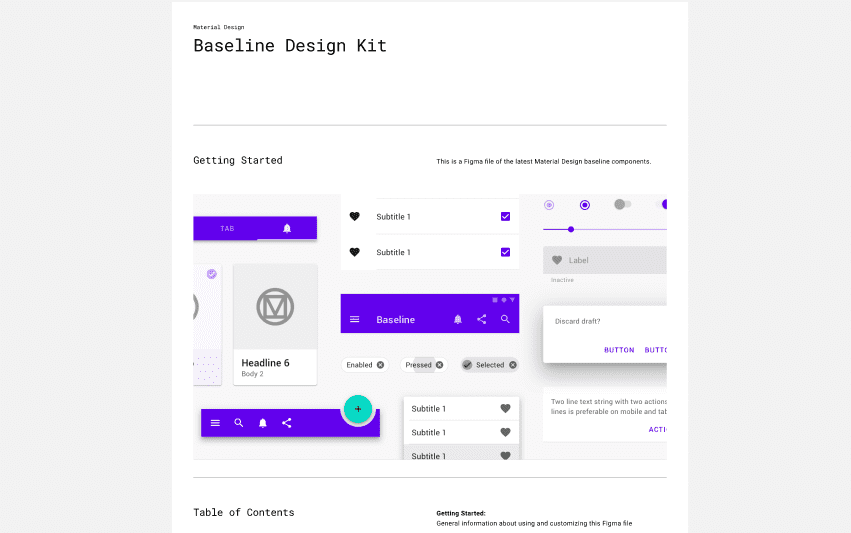 Material Design
Baseline Design Kit
Getting Started
This is a Figma file of the latest Material Design baseline components.
TAB
Subtitle 1
Subtitle 1
Label
Inactive
Headline 6
Body 2
Baseline
Discard draft?
BUTTON
Enabled
Pressed
Selected
Subtitle 1
Subtitle 1
Subtitle 1
Two line text string with two actions
lines is preferable on mobile and
Table of Contents
Getting Started:
General information about using and customizing this Figma file